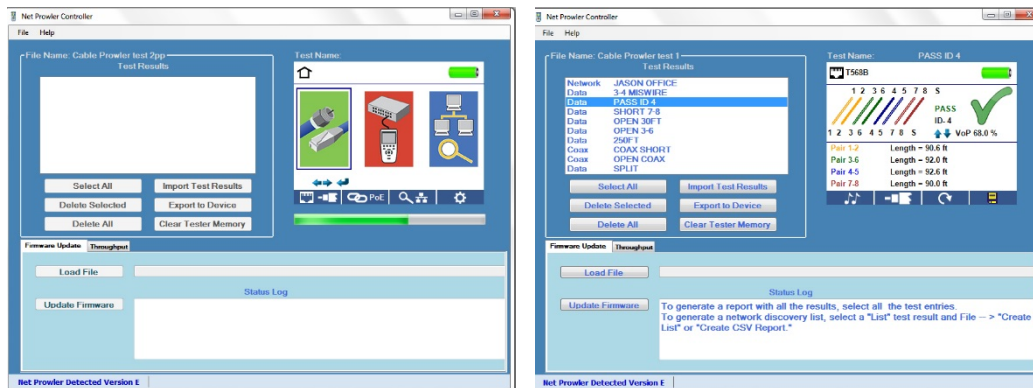 Net Prowler Controller
File Help
File Name: Cable Prowler test 2pp
Test Results
Test Name:
Select All
Import Test Results
Delete Selected
Export to Device
Delete All
Clear Tester Memory
PoE
Firmware Update Throughput
Load File
Status Log
Update Firmware
Net Prowler Detected Version E
Net Prowler Controller
File Help
File Name: Cable Prowler test 1
Test Results
Network JASON OFFICE
Data 3-4 MISWIRE
Data PASS ID 4
Data SHORT 7-8
Data OPEN 30FT
Data OPEN 3-6
Data 250FT
Coax COAX SHORT
Coax OPEN COAX
Data SPLIT
Select All
Import Test Results
Delete Selected
Export to Device
Delete All
Clear Tester Memory
Test Name: PASS ID 4
T568B
1 2 3 6 4 5 7 8 S
PASS
ID- 4
1 2 3 6 4 5 7 8 S
VoP 68.0 %
Pair 1-2 Length = 90.6 ft
Pair 3-6 Length = 92.0 ft
Pair 4-5 Length = 92.6 ft
Pair 7-8 Length = 90.0 ft
Firmware Update Throughput
Load File
Status Log
Update Firmware
To generate a report with all the results, select all the test entries.
To generate a network discovery list, select a "List" test result and File -- > "Create
List" or "Create CSV Report."
Net Prowler Detected Version E